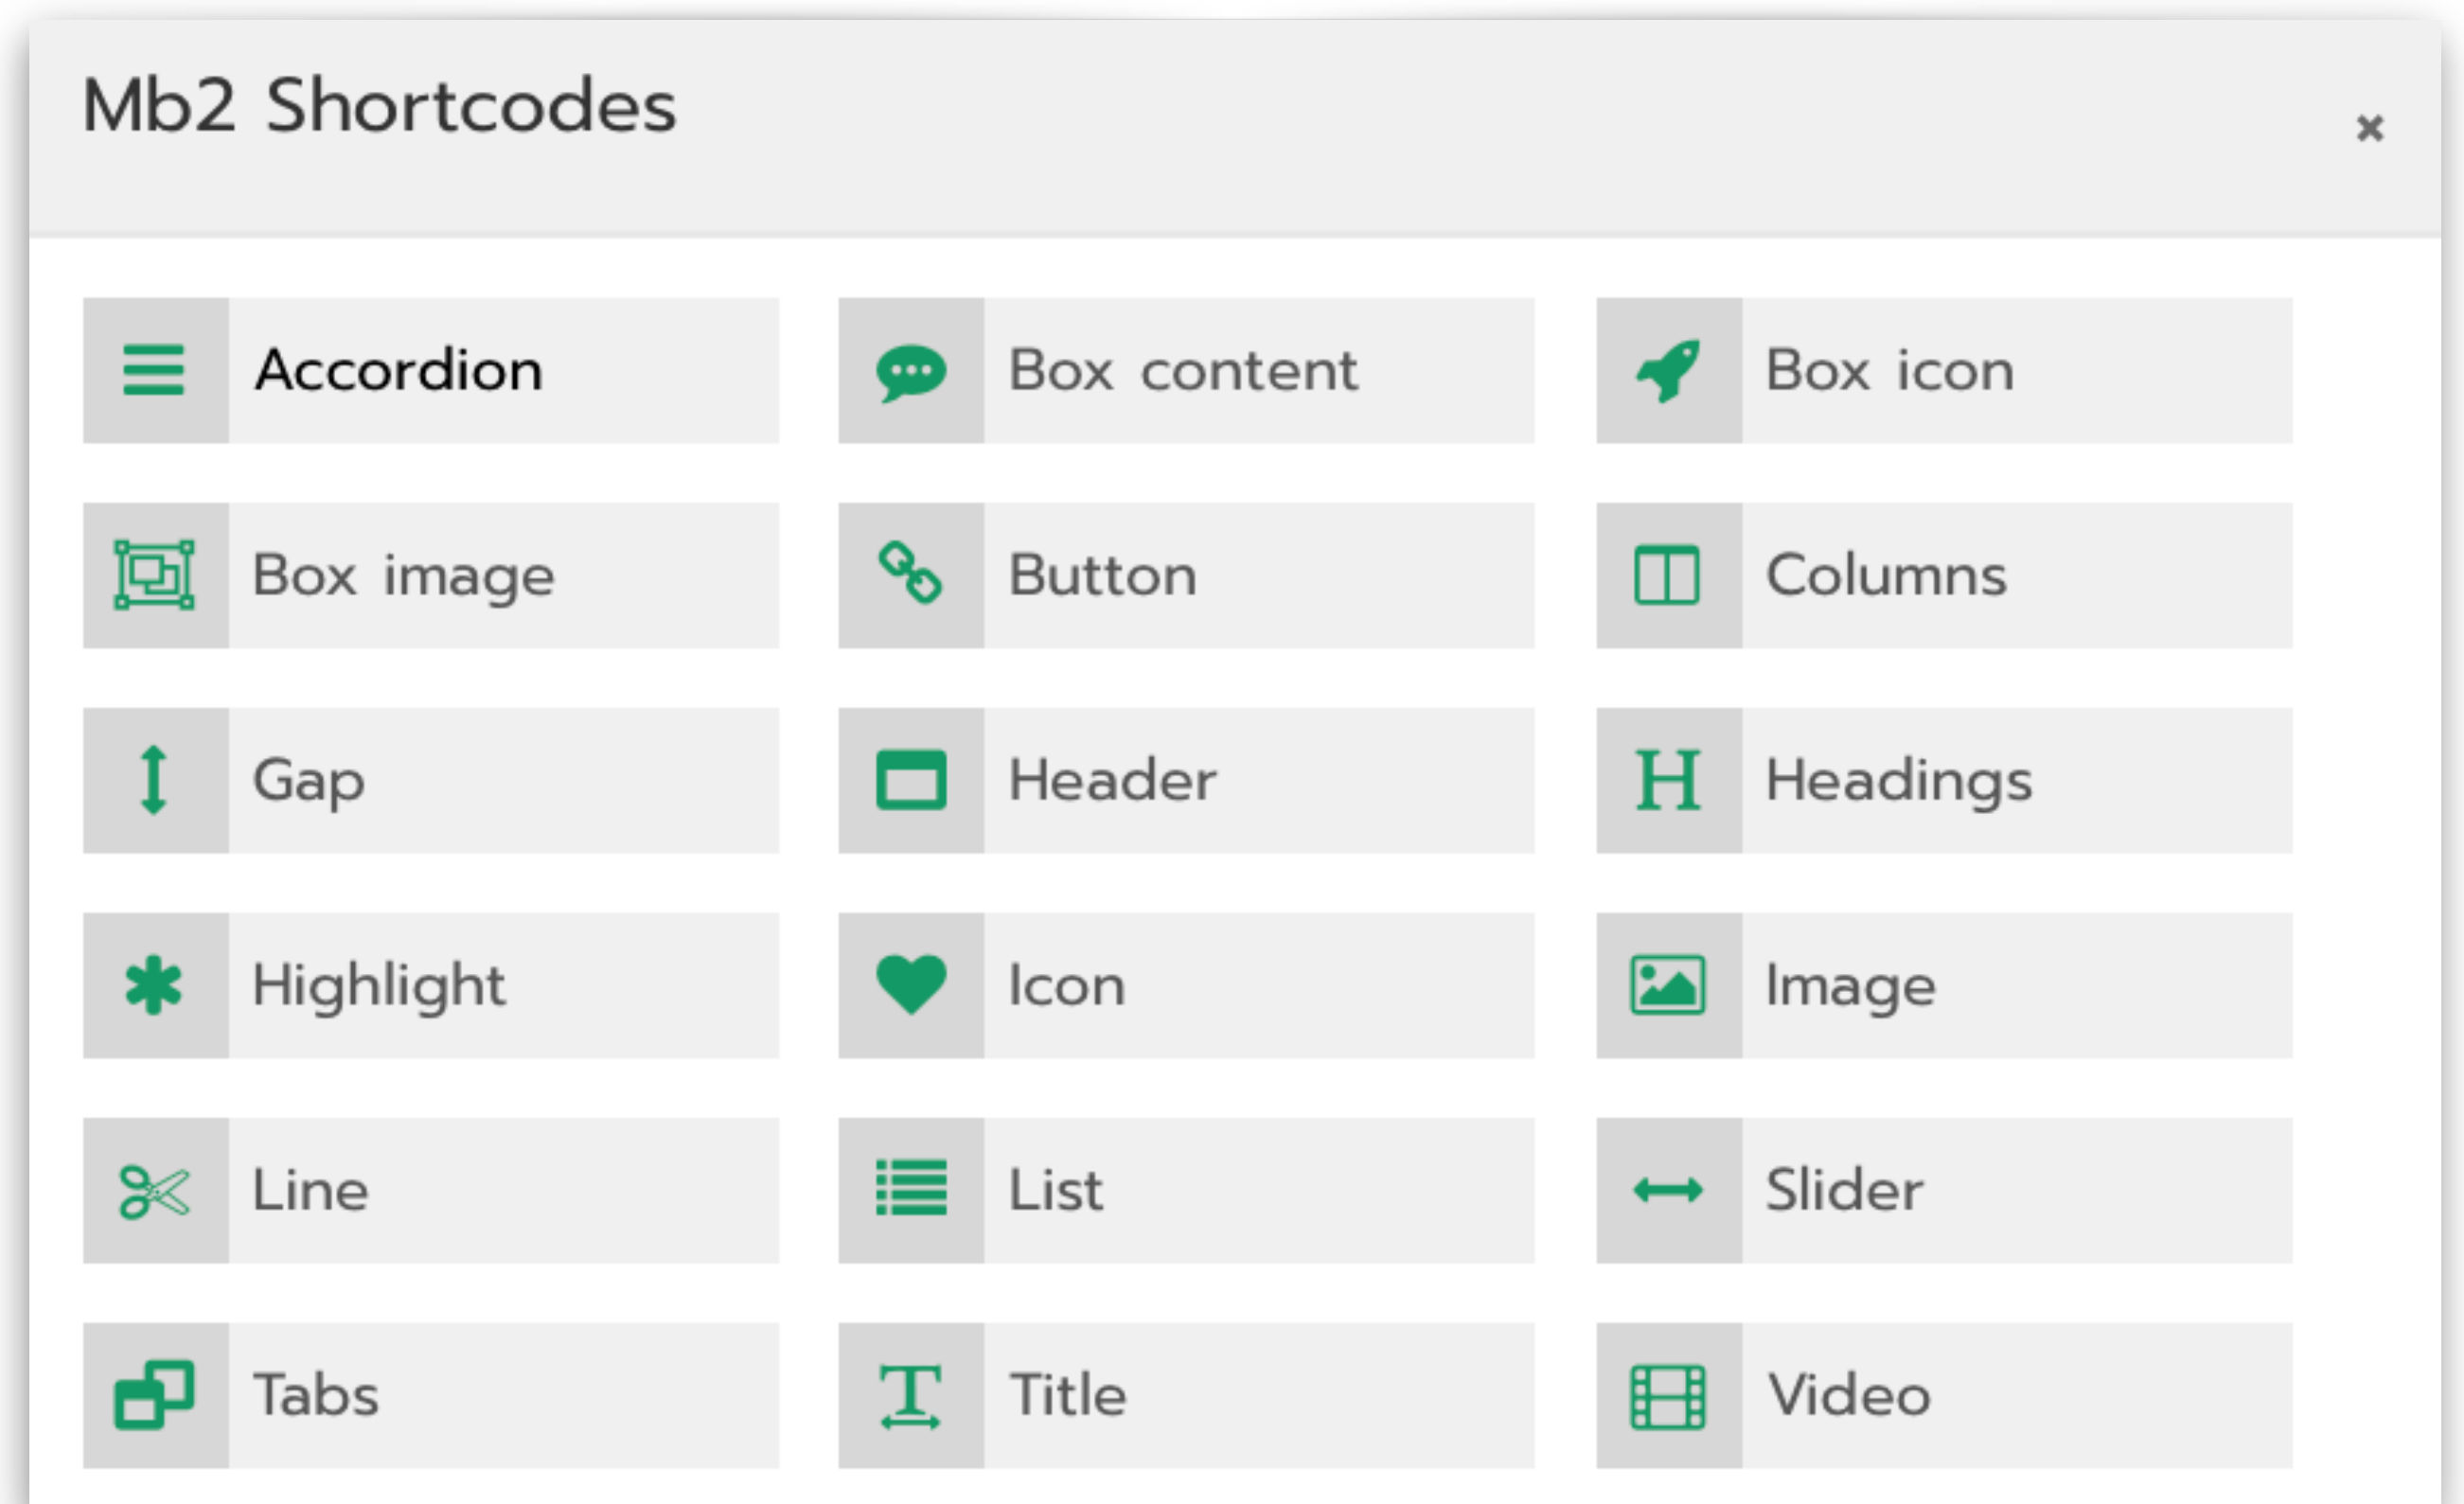 Mb2 Shortcodes
Accordion
Box content
Box icon
Box image
Button
Columns
Gap
Header
Headings
Highlight
Icon
Image
Line
List
Slider
Tabs
Title
Video